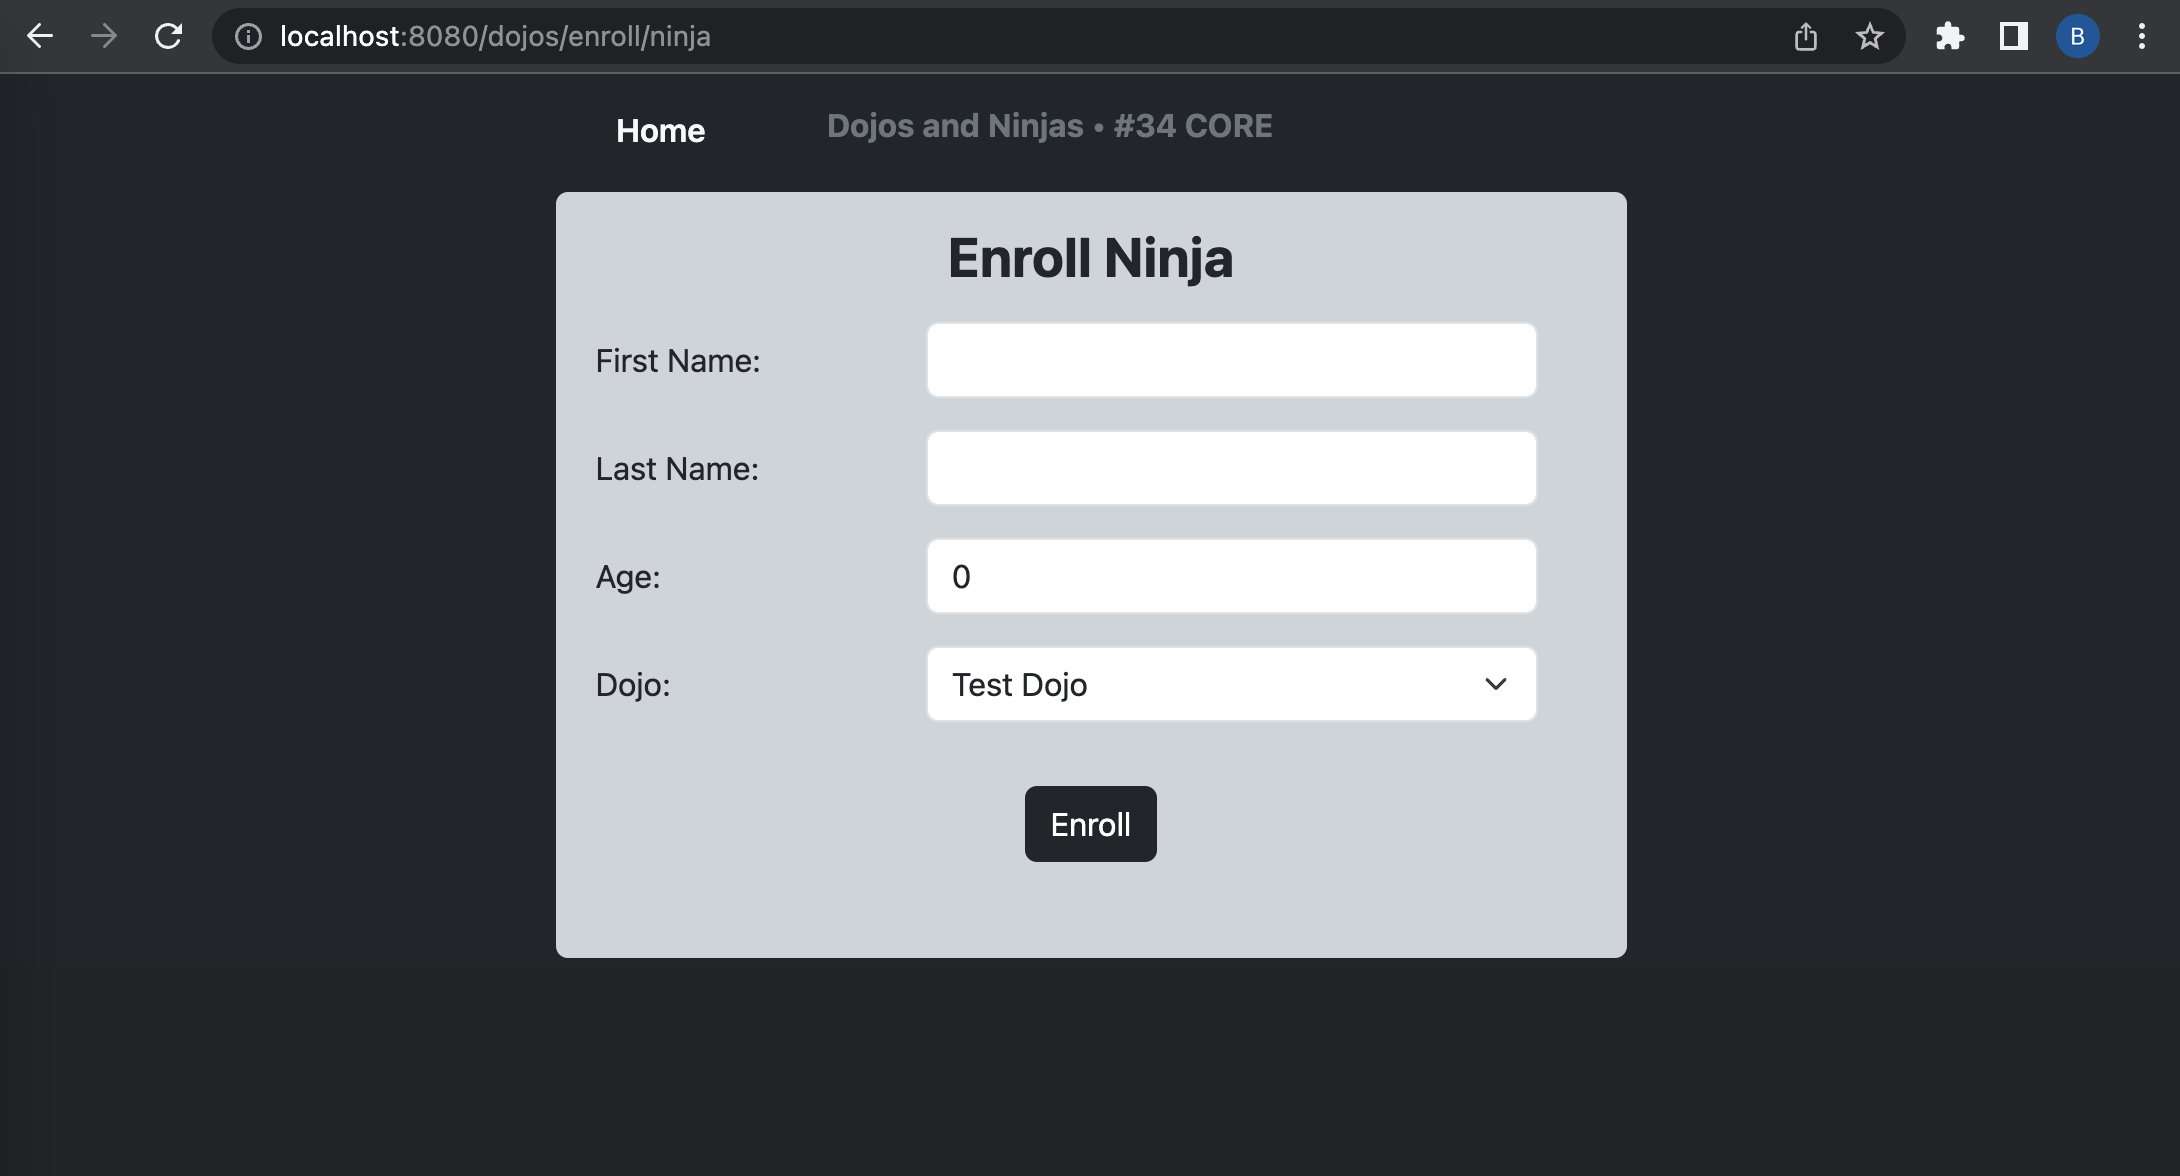 localhost:8080/dojos/enroll/ninja
B
Home
Dojos and Ninjas • #34 CORE
Enroll Ninja
First Name:
Last Name:
Age:
0
Dojo:
Test Dojo
Enroll